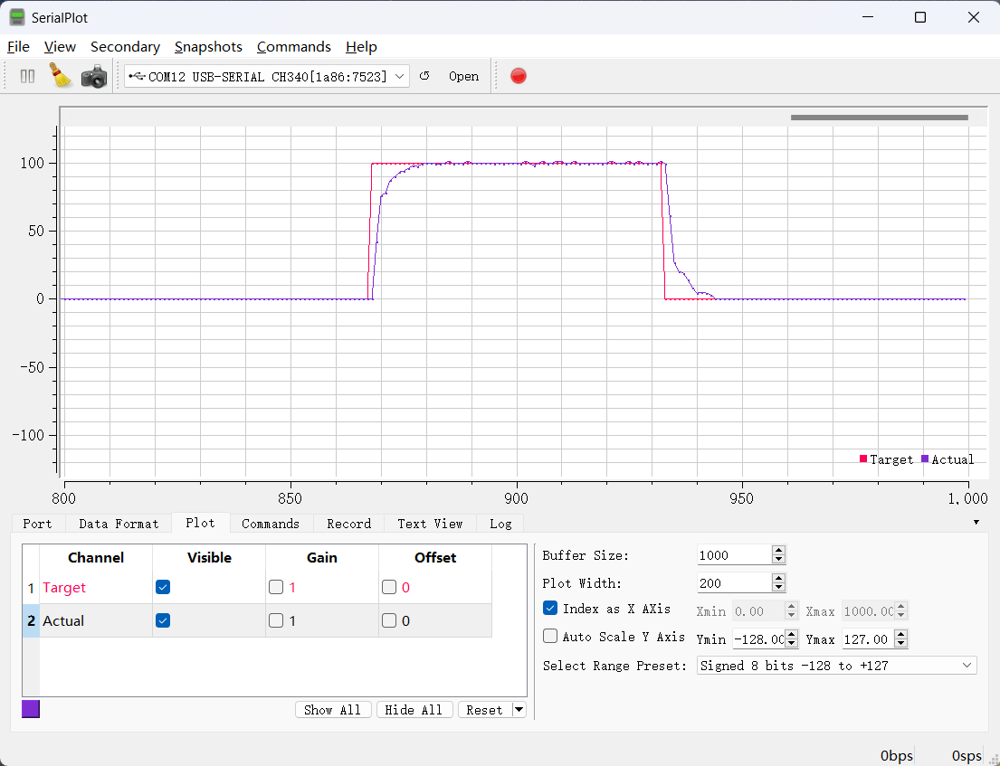 SerialPlot
File View Secondary Snapshots Commands Help
COM12 USB-SERIAL CH340[1a86:7523] Open
100
50
0
-50
-100
Target Actual
800 850 900 950 1,000
Port Data Format Plot Commands Record Text View Log
Channel Visible Gain Offset
1 Target 1 0
2 Actual 1 0
Show All Hide All Reset
Buffer Size: 1000
Plot Width: 200
Index as X AXis Xmin 0.00 Xmax 1000.00
Auto Scale Y Axis Ymin -128.00 Ymax 127.00
Select Range Preset: Signed 8 bits -128 to +127
0bps 0sps